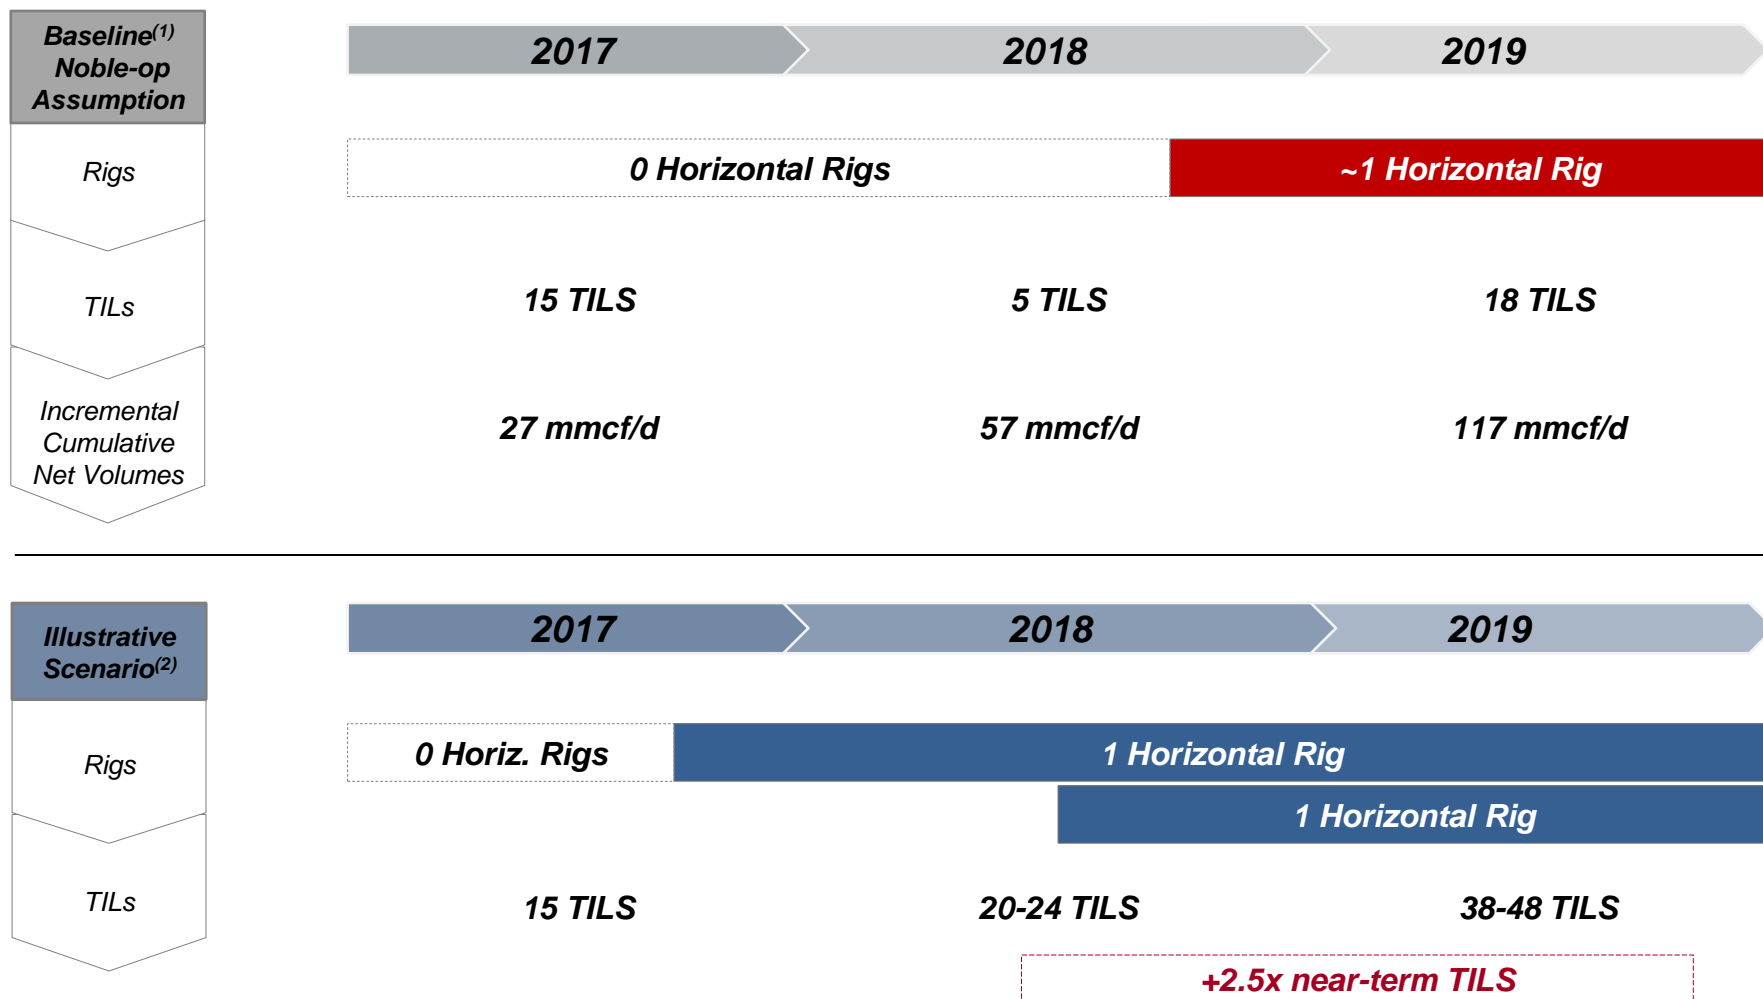 Baseline(1)
Noble-op
Assumption
2017
2018
2019
Rigs
0 Horizontal Rigs
~1 Horizontal Rig
TILs
15 TILS
5 TILS
18 TILS
Incremental
Cumulative
Net Volumes
27 mmcf/d
57 mmcf/d
117 mmcf/d
Illustrative
Scenario(2)
2017
2018
2019
Rigs
0 Horiz. Rigs
1 Horizontal Rig
1 Horizontal Rig
TILs
15 TILS
20-24 TILS
38-48 TILS
+2.5x near-term TILS